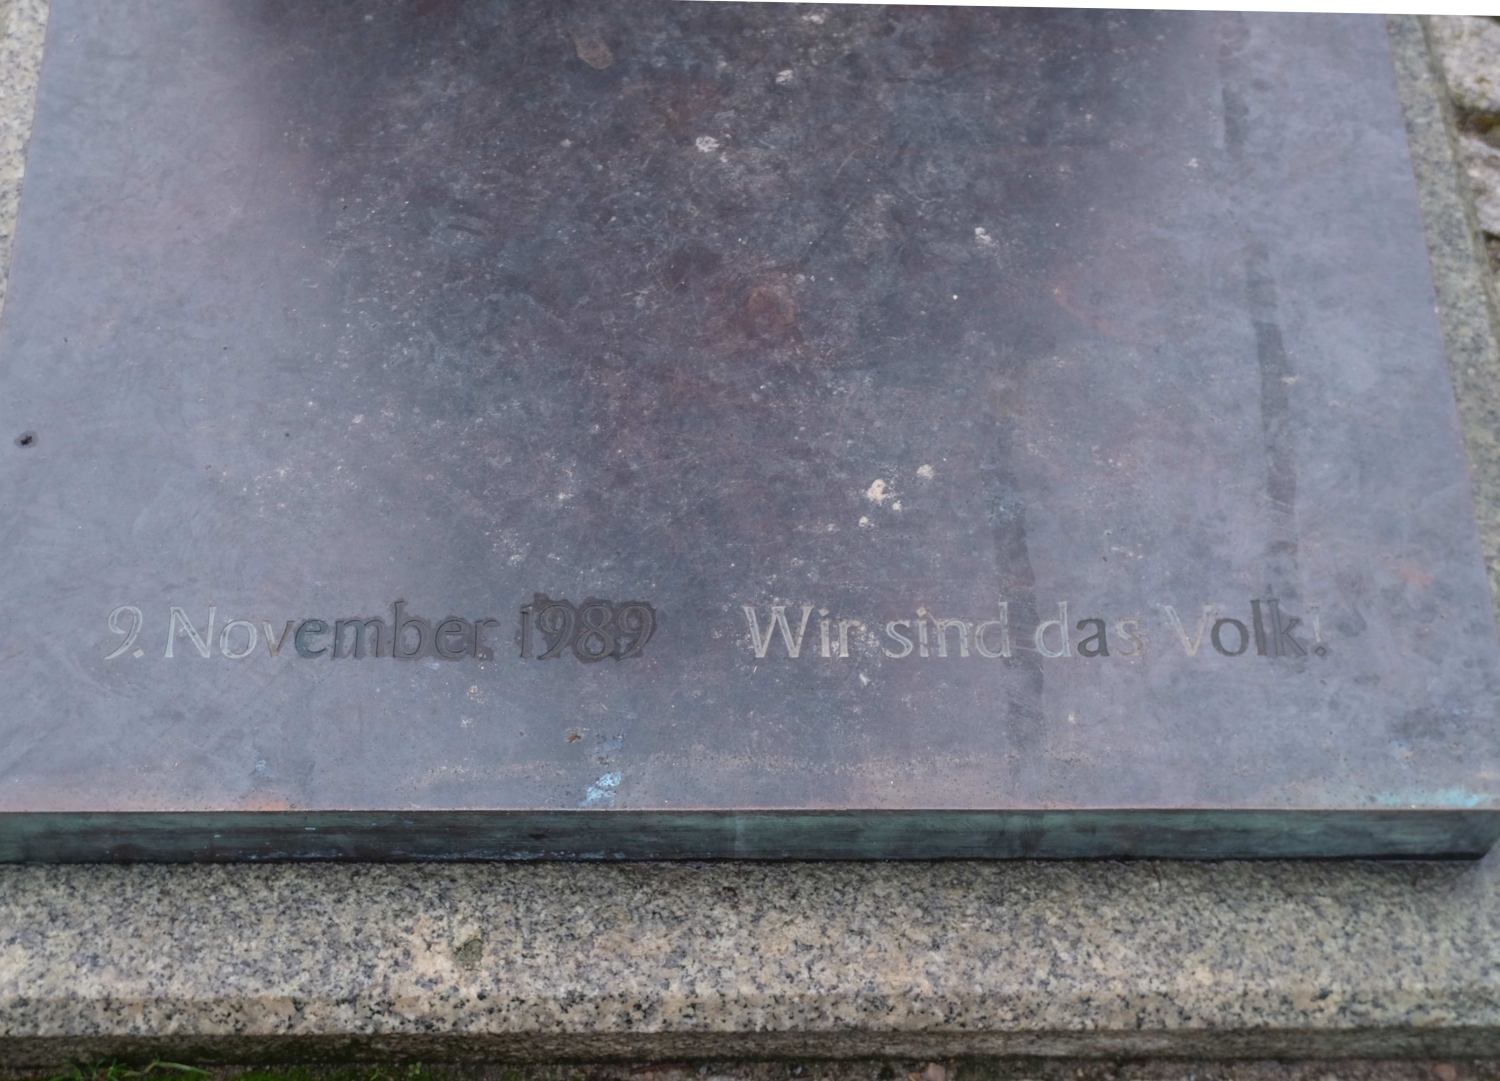 9. November 1989 Wir sind das Volk!